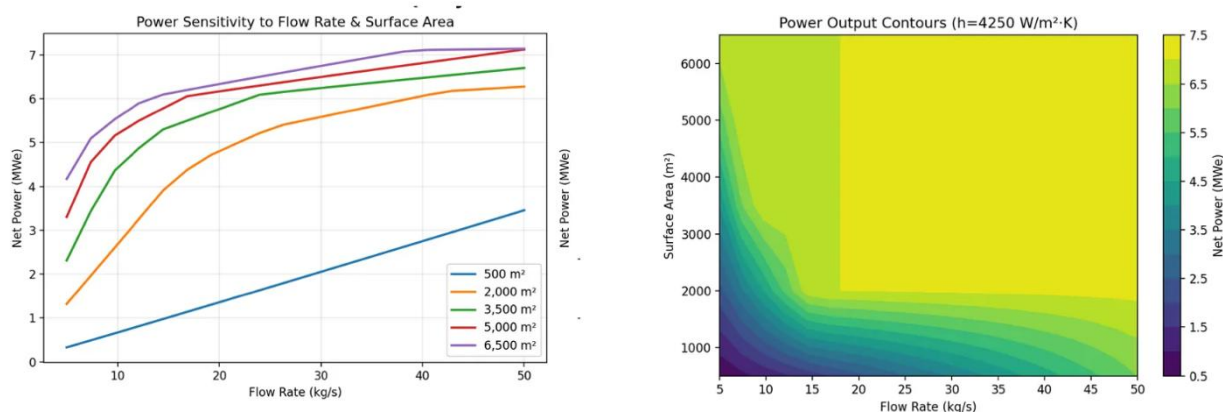 Power Sensitivity to Flow Rate & Surface Area
Net Power (MWe)
7
6
5
4
3
2
1
0
10
20
30
40
50
Flow Rate (kg/s)
500 m²
2,000 m²
3,500 m²
5,000 m²
6,500 m²
Net Power (MWe)
Power Output Contours (h=4250 W/m²·K)
Surface Area (m²)
6000
5000
4000
3000
2000
1000
5
10
15
20
25
30
35
40
45
50
Flow Rate (kg/s)
7.5
6.5
5.5
4.5
3.5
2.5
1.5
0.5
Net Power (MWe)